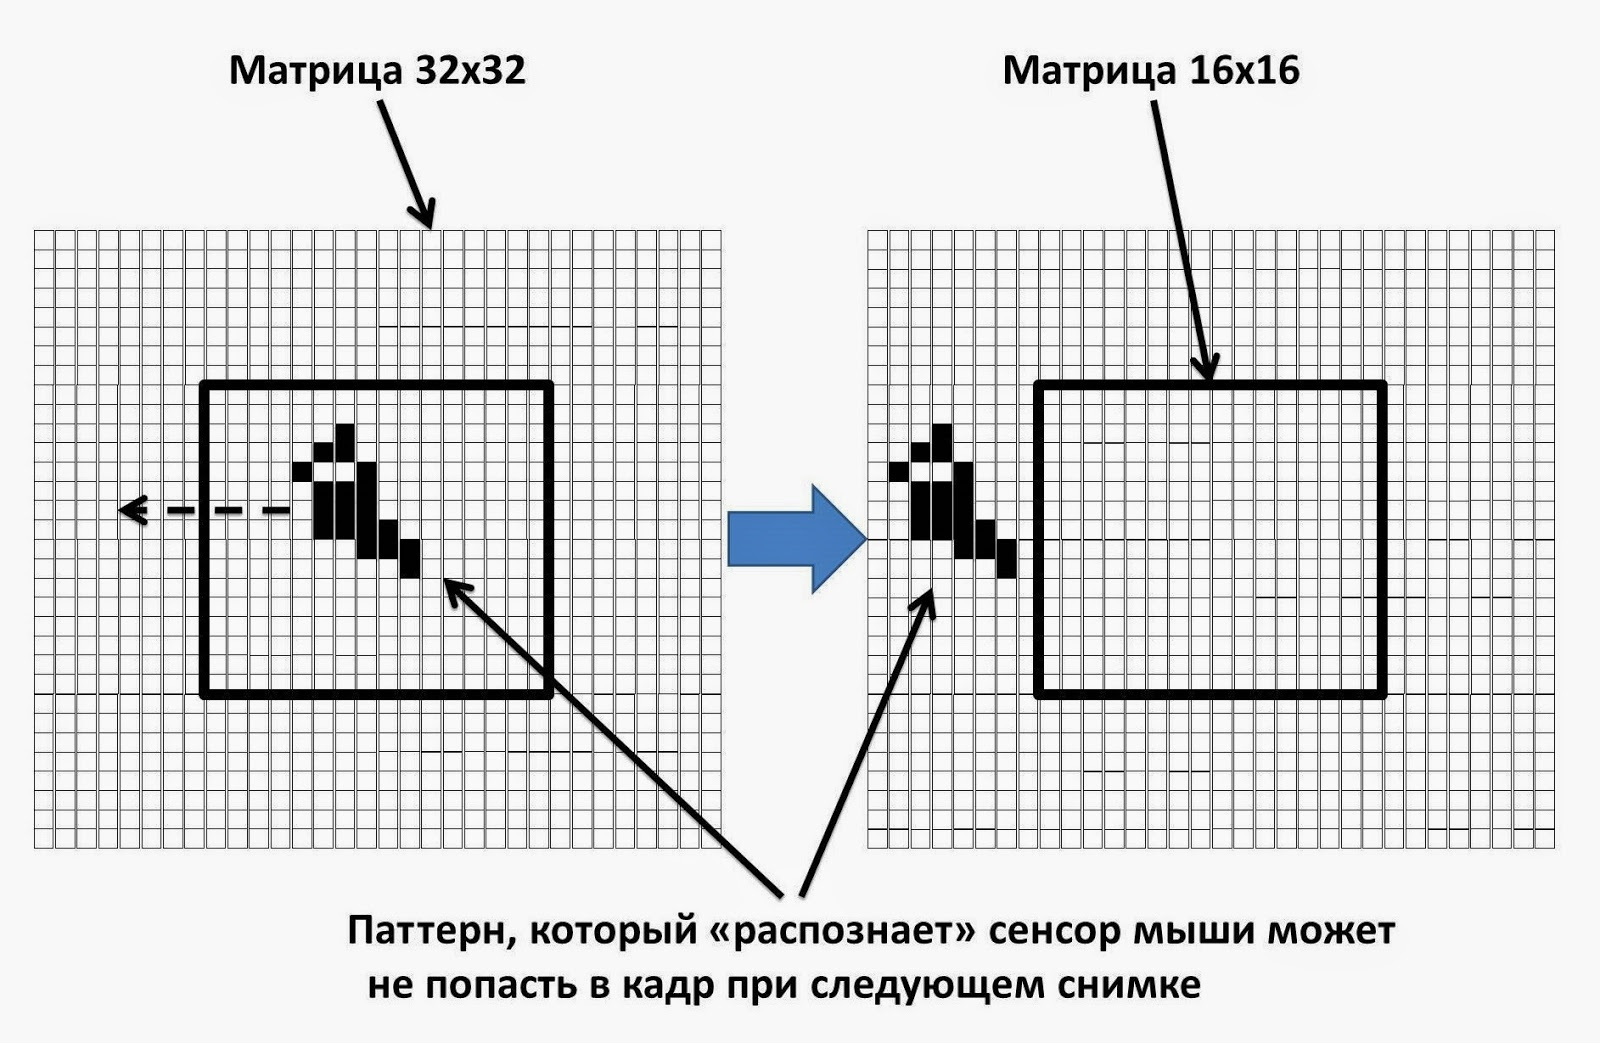 Матрица 32x32
Матрица 16x16
Паттерн, который «распознает» сенсор мыши может
не попасть в кадр при следующем снимке